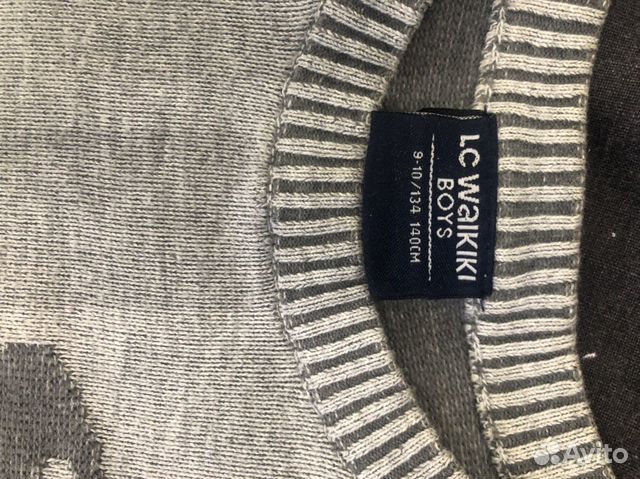 LC WAIKIKI
BOYS
9-10/134 140CM
Avito